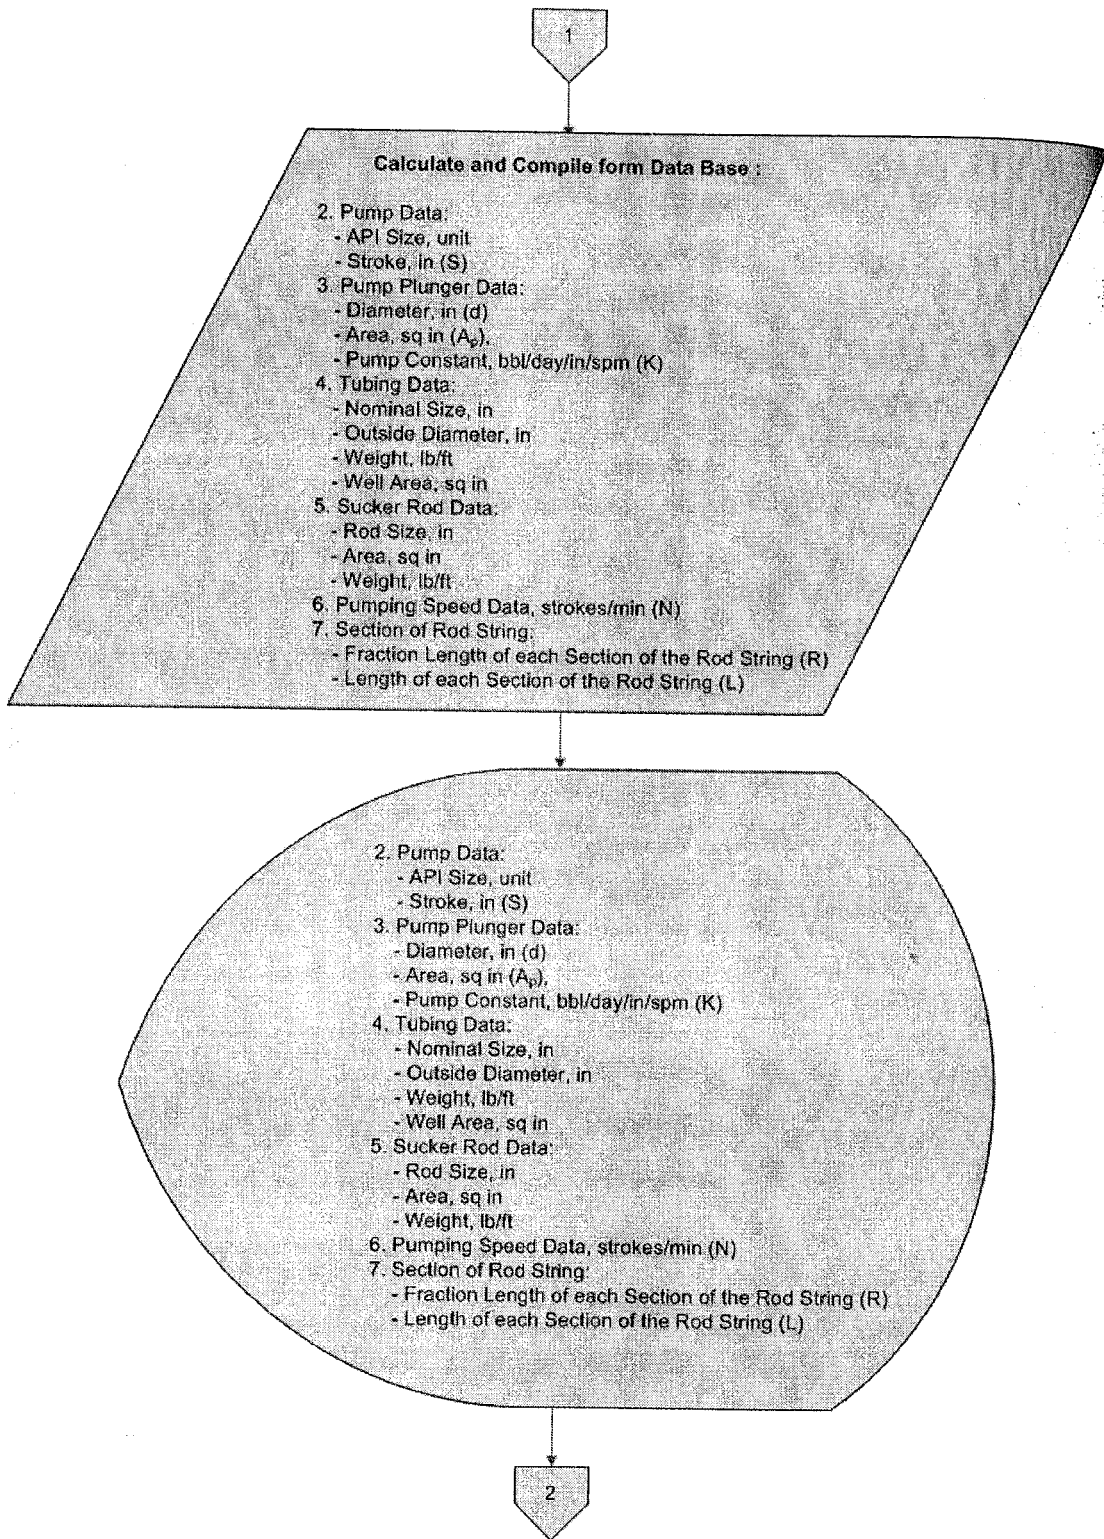 1
Calculate and Compile form Data Base :
2. Pump Data:
- API Size, unit
- Stroke, in (S)
3. Pump Plunger Data:
- Diameter, in (d)
- Area, sq in (Ap),
- Pump Constant, bbl/day/in/spm (K)
4. Tubing Data:
- Nominal Size, in
- Outside Diameter, in
- Weight, lb/ft
- Well Area, sq in
5. Sucker Rod Data:
- Rod Size, in
- Area, sq in
- Weight, lb/ft
6. Pumping Speed Data, strokes/min (N)
7. Section of Rod String:
- Fraction Length of each Section of the Rod String (R)
- Length of each Section of the Rod String (L)
2. Pump Data:
- API Size, unit
- Stroke, in (S)
3. Pump Plunger Data:
- Diameter, in (d)
- Area, sq in (Ap),
- Pump Constant, bbl/day/in/spm (K)
4. Tubing Data:
- Nominal Size, in
- Outside Diameter, in
- Weight, lb/ft
- Well Area, sq in
5. Sucker Rod Data:
- Rod Size, in
- Area, sq in
- Weight, lb/ft
6. Pumping Speed Data, strokes/min (N)
7. Section of Rod String:
- Fraction Length of each Section of the Rod String (R)
- Length of each Section of the Rod String (L)
2